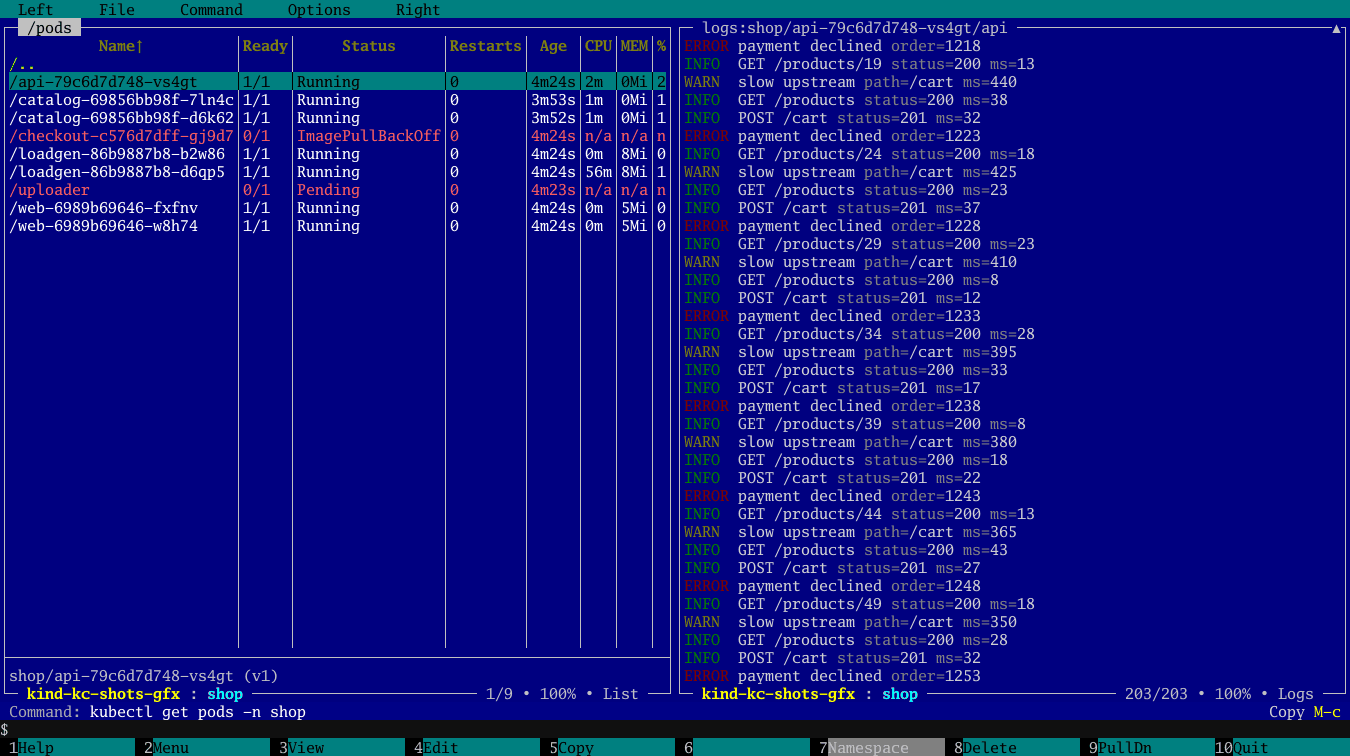 Left File Command Options Right
/pods
Name↑ Ready Status Restarts Age CPU MEM %
/..
/api-79c6d7d748-vs4gt 1/1 Running 0 4m24s 2m 0Mi 2
/catalog-69856bb98f-7ln4c 1/1 Running 0 3m53s 1m 0Mi 1
/catalog-69856bb98f-d6k62 1/1 Running 0 3m52s 1m 0Mi 1
/checkout-c576d7dff-gj9d7 0/1 ImagePullBackOff 0 4m24s n/a n/a n
/loadgen-86b9887b8-b2w86 1/1 Running 0 4m24s 0m 8Mi 0
/loadgen-86b9887b8-d6qp5 1/1 Running 0 4m24s 56m 8Mi 1
/uploader 0/1 Pending 0 4m23s n/a n/a n
/web-6989b69646-fxfnv 1/1 Running 0 4m24s 0m 5Mi 0
/web-6989b69646-w8h74 1/1 Running 0 4m24s 0m 5Mi 0
shop/api-79c6d7d748-vs4gt (v1)
kind-kc-shots-gfx : shop 1/9 • 100% • List
logs:shop/api-79c6d7d748-vs4gt/api ▲
ERROR payment declined order=1218
INFO GET /products/19 status=200 ms=13
WARN slow upstream path=/cart ms=440
INFO GET /products status=200 ms=38
INFO POST /cart status=201 ms=32
ERROR payment declined order=1223
INFO GET /products/24 status=200 ms=18
WARN slow upstream path=/cart ms=425
INFO GET /products status=200 ms=23
INFO POST /cart status=201 ms=37
ERROR payment declined order=1228
INFO GET /products/29 status=200 ms=23
WARN slow upstream path=/cart ms=410
INFO GET /products status=200 ms=8
INFO POST /cart status=201 ms=12
ERROR payment declined order=1233
INFO GET /products/34 status=200 ms=28
WARN slow upstream path=/cart ms=395
INFO GET /products status=200 ms=33
INFO POST /cart status=201 ms=17
ERROR payment declined order=1238
INFO GET /products/39 status=200 ms=8
WARN slow upstream path=/cart ms=380
INFO GET /products status=200 ms=18
INFO POST /cart status=201 ms=22
ERROR payment declined order=1243
INFO GET /products/44 status=200 ms=13
WARN slow upstream path=/cart ms=365
INFO GET /products status=200 ms=43
INFO POST /cart status=201 ms=27
ERROR payment declined order=1248
INFO GET /products/49 status=200 ms=18
WARN slow upstream path=/cart ms=350
INFO GET /products status=200 ms=28
INFO POST /cart status=201 ms=32
ERROR payment declined order=1253
kind-kc-shots-gfx : shop 203/203 • 100% • Logs
Command: kubectl get pods -n shop Copy M-c
$
1Help 2Menu 3View 4Edit 5Copy 6 7Namespace 8Delete 9PullDn 10Quit